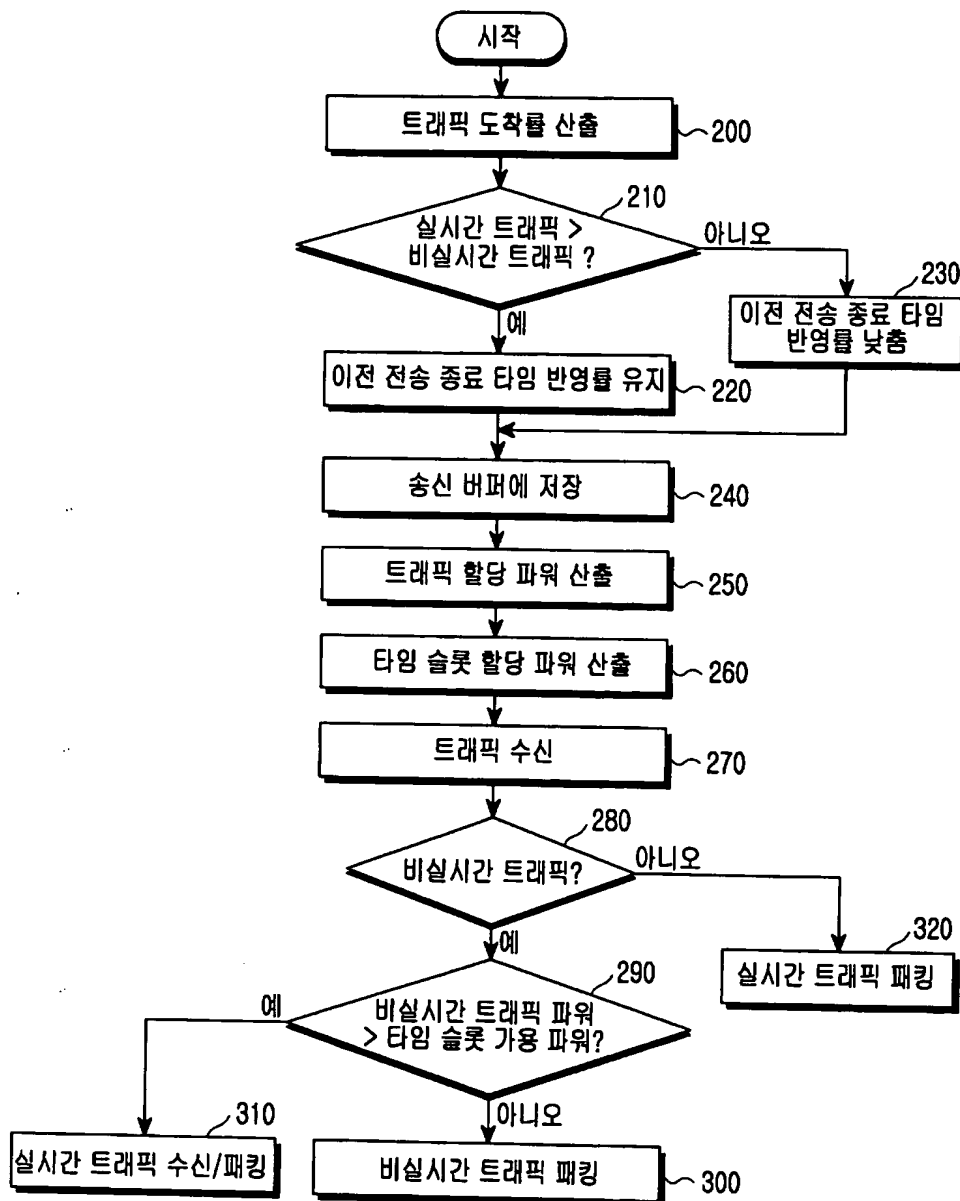 시작
트래픽 도착률 산출
200
210
실시간 트래픽 >
비실시간 트래픽 ?
아니오
230
이전 전송 종료 타임
반영률 낮춤
예
이전 전송 종료 타임 반영률 유지
220
송신 버퍼에 저장
240
트래픽 할당 파워 산출
250
타임 슬롯 할당 파워 산출
260
트래픽 수신
270
280
비실시간 트래픽?
아니오
320
실시간 트래픽 패킹
예
290
비실시간 트래픽 파워
> 타임 슬롯 가용 파워?
예
310
실시간 트래픽 수신/패킹
아니오
비실시간 트래픽 패킹
300